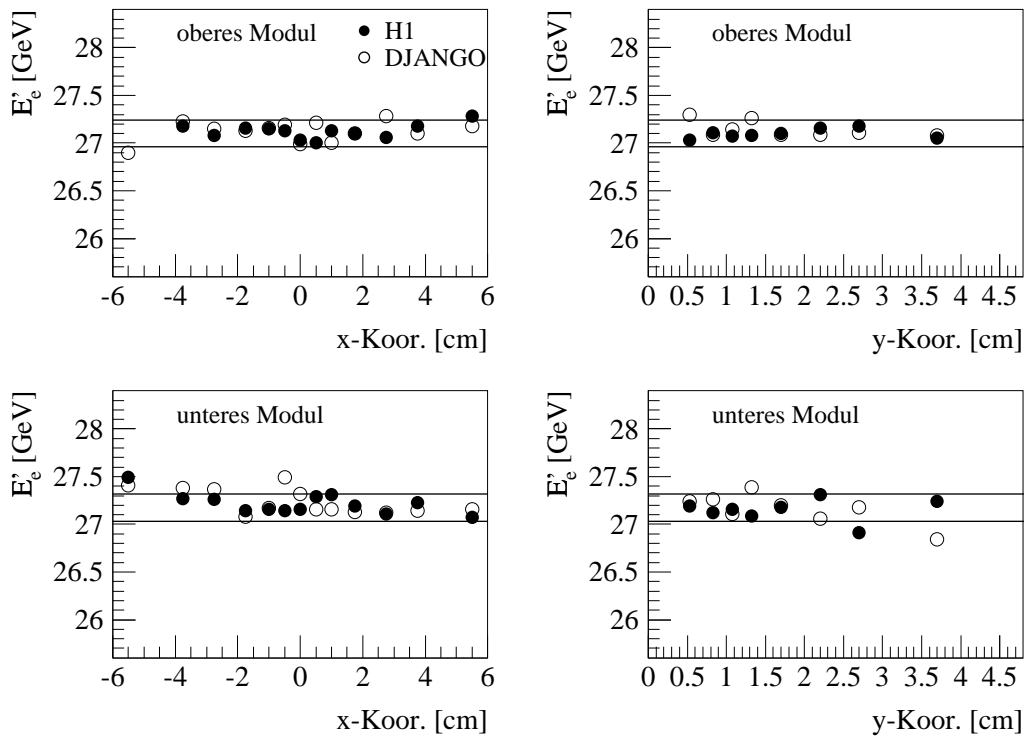 oberes Modul
H1
DJANGO
E'e [GeV]
28
27.5
27
26.5
26
-6 -4 -2 0 2 4 6
x-Koor. [cm]
oberes Modul
E'e [GeV]
28
27.5
27
26.5
26
0 0.5 1 1.5 2 2.5 3 3.5 4 4.5
y-Koor. [cm]
unteres Modul
E'e [GeV]
28
27.5
27
26.5
26
-6 -4 -2 0 2 4 6
x-Koor. [cm]
unteres Modul
E'e [GeV]
28
27.5
27
26.5
26
0 0.5 1 1.5 2 2.5 3 3.5 4 4.5
y-Koor. [cm]